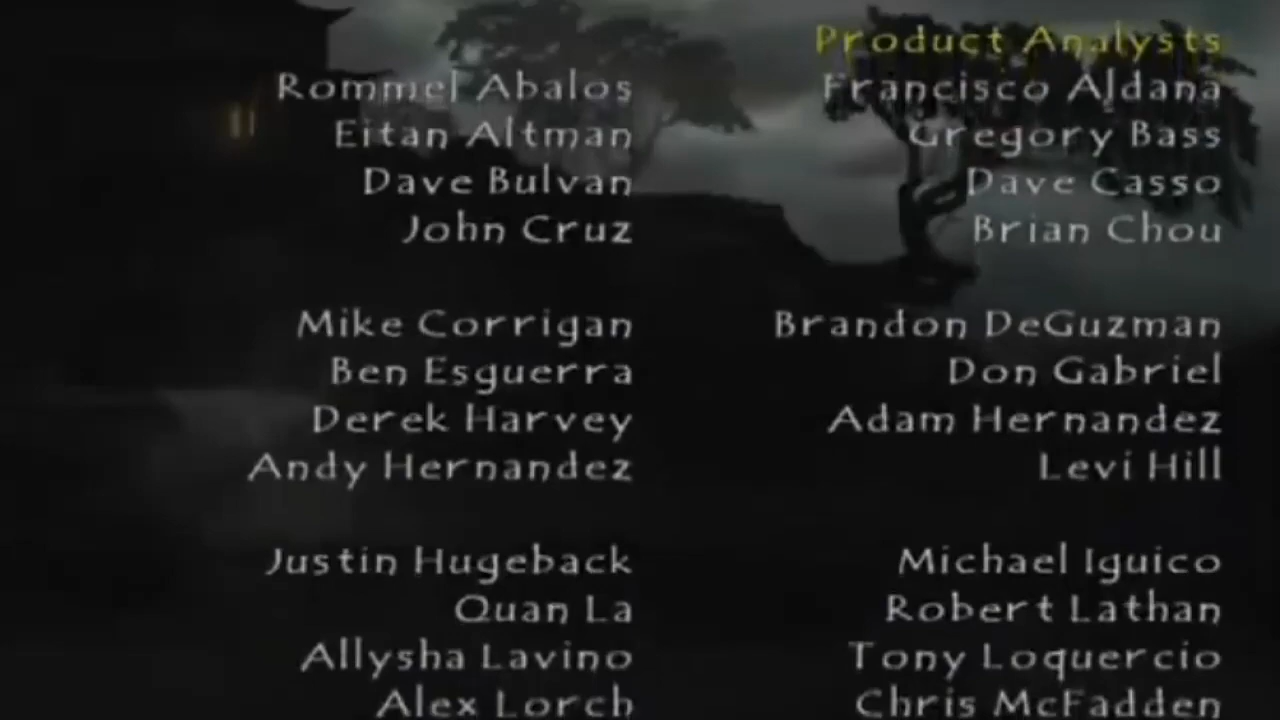 Product Analysts
Rommel Abalos Francisco Aldana
Eitan Altman Gregory Bass
Dave Bulvan Dave Casso
John Cruz Brian Chou
Mike Corrigan Brandon DeGuzman
Ben Esguerra Don Gabriel
Derek Harvey Adam Hernandez
Andy Hernandez Levi Hill
Justin Hugeback Michael Iguico
Quan La Robert Lathan
Allysha Lavino Tony Loquercio
Alex Lorch Chris McFadden